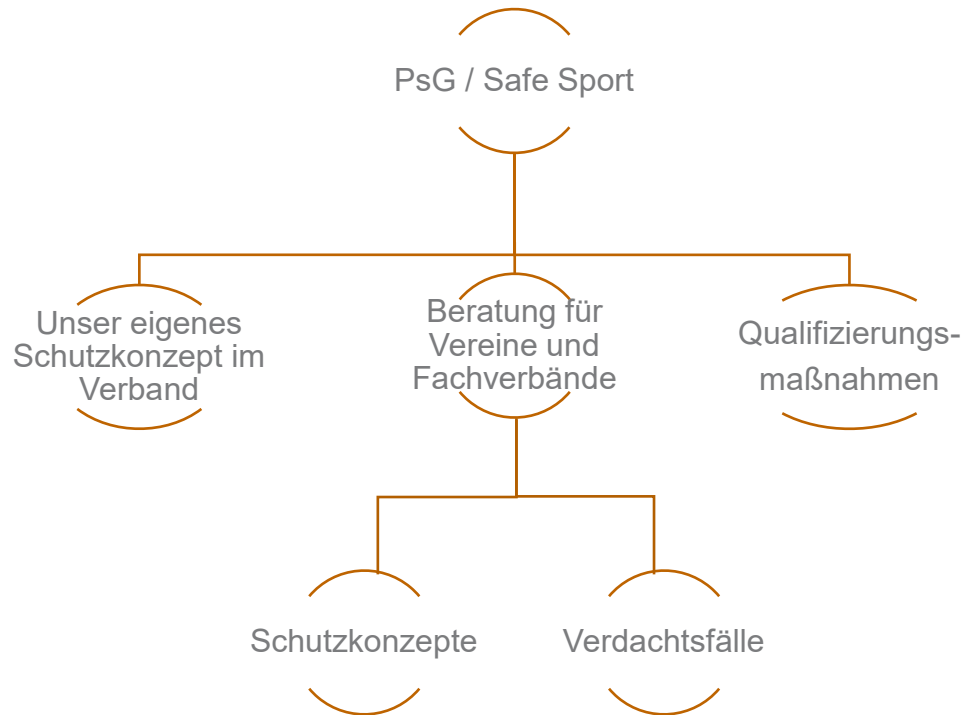 PsG / Safe Sport
Unser eigenes
Schutzkonzept im
Verband
Beratung für
Vereine und
Fachverbände
Qualifizierungs-
maßnahmen
Schutzkonzepte
Verdachtsfälle